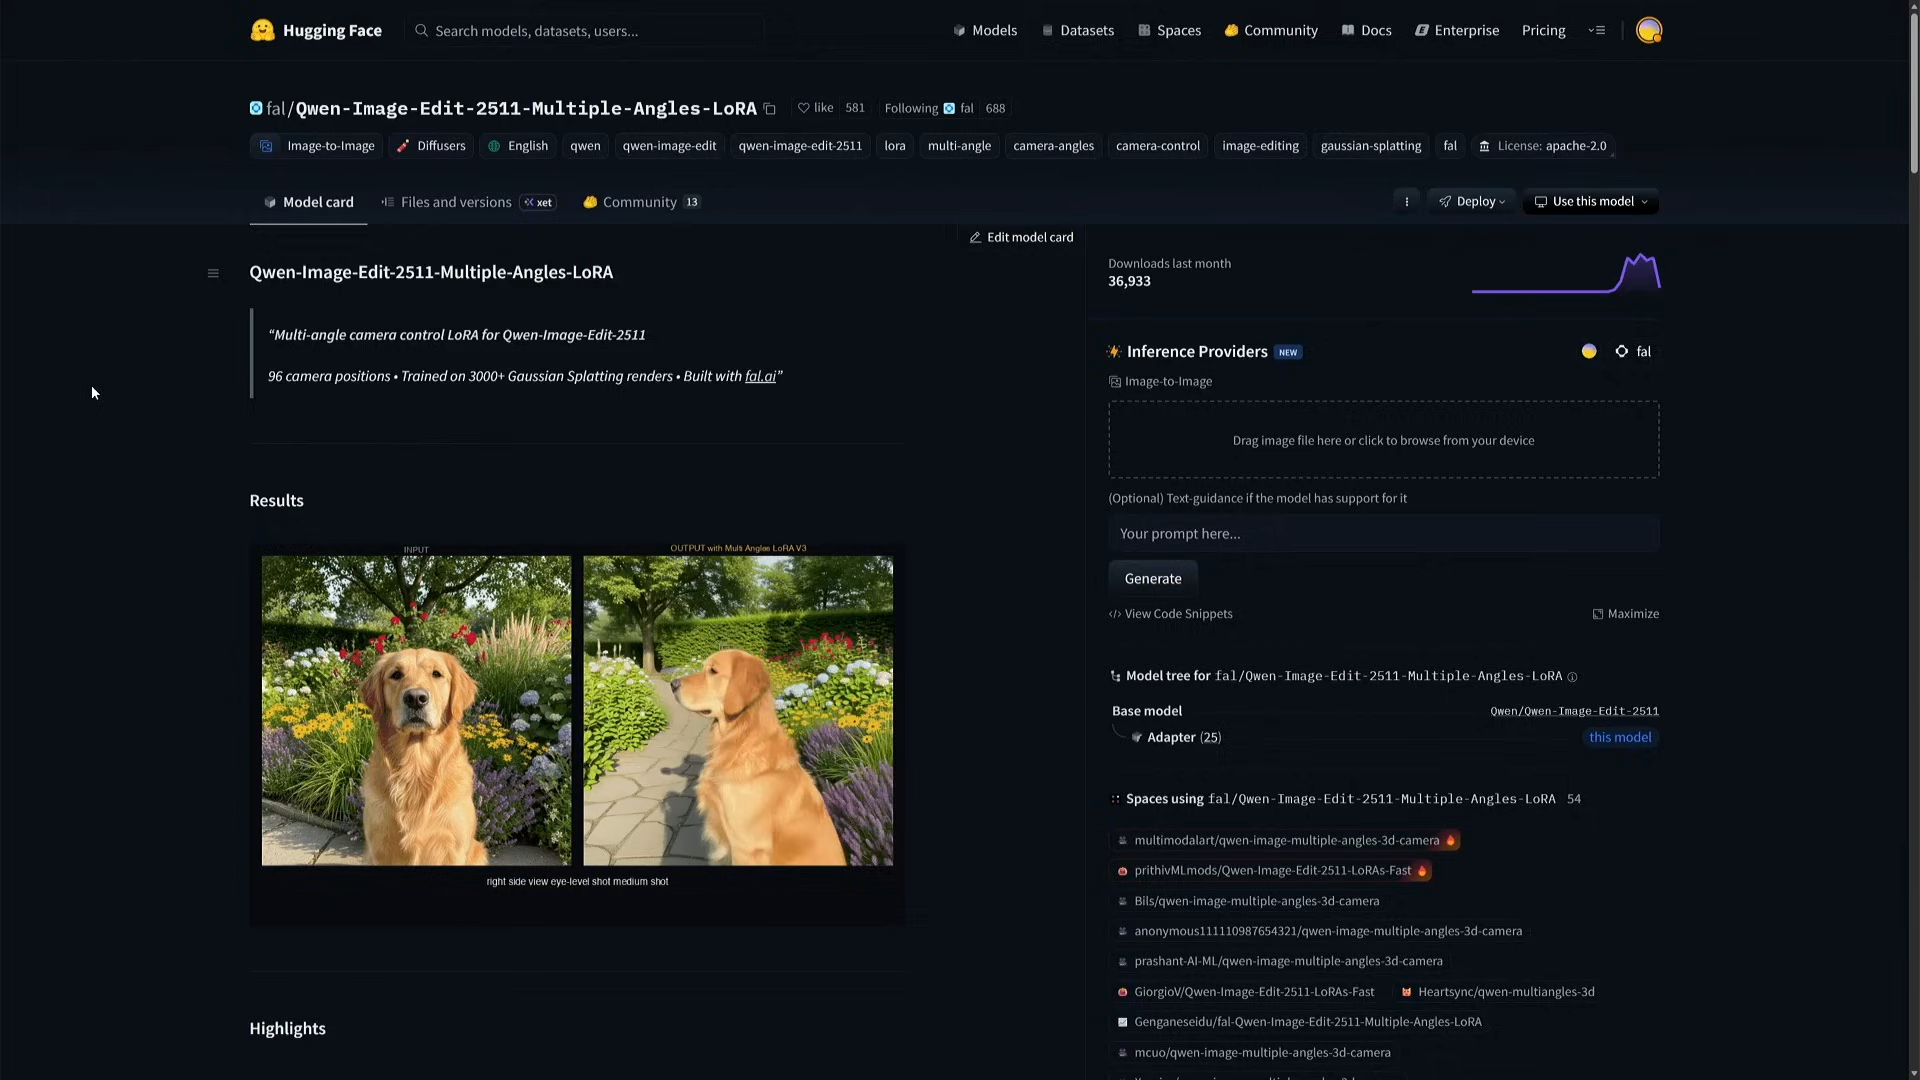 Hugging Face
Search models, datasets, users...
Models
Datasets
Spaces
Community
Docs
Enterprise
Pricing
fal/Qwen-Image-Edit-2511-Multiple-Angles-LoRA
like 581
Following fal 688
Image-to-Image
Diffusers
English
qwen
qwen-image-edit
qwen-image-edit-2511
lora
multi-angle
camera-angles
camera-control
image-editing
gaussian-splatting
fal
License: apache-2.0
Model card
Files and versions xet
Community 13
Deploy
Use this model
Edit model card
Qwen-Image-Edit-2511-Multiple-Angles-LoRA
“Multi-angle camera control LoRA for Qwen-Image-Edit-2511
96 camera positions • Trained on 3000+ Gaussian Splatting renders • Built with fal.ai”
Results
INPUT
OUTPUT with Multi Angles LoRA V3
right side view eye-level shot medium shot
Highlights
Downloads last month
36,933
Inference Providers NEW
fal
Image-to-Image
Drag image file here or click to browse from your device
(Optional) Text-guidance if the model has support for it
Your prompt here...
Generate
</> View Code Snippets
Maximize
Model tree for fal/Qwen-Image-Edit-2511-Multiple-Angles-LoRA
Base model
Qwen/Qwen-Image-Edit-2511
Adapter (25)
this model
Spaces using fal/Qwen-Image-Edit-2511-Multiple-Angles-LoRA 54
multimodalart/qwen-image-multiple-angles-3d-camera
prithivMLmods/Qwen-Image-Edit-2511-LoRAs-Fast
Bils/qwen-image-multiple-angles-3d-camera
anonymous111110987654321/qwen-image-multiple-angles-3d-camera
prashant-AI-ML/qwen-image-multiple-angles-3d-camera
GiorgioV/Qwen-Image-Edit-2511-LoRAs-Fast
Heartsync/qwen-multiangles-3d
Genganeseidu/fal-Qwen-Image-Edit-2511-Multiple-Angles-LoRA
mcuo/qwen-image-multiple-angles-3d-camera